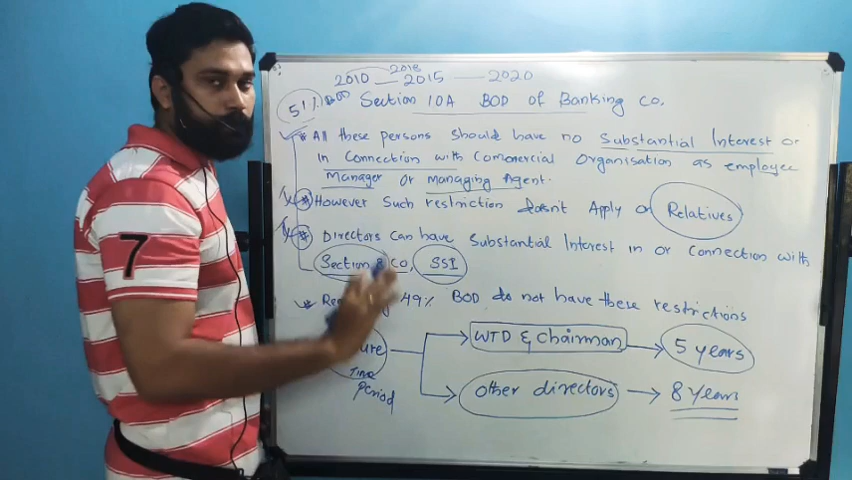 2018
2010 — 2015 — 2020
51% BOD Section 10A BOD of Banking co.
* All these persons should have no Substantial Interest or
in Connection with Commercial Organisation as employee
Manager or managing Agent.
* However Such restriction doesn't Apply on Relatives
* Directors Can have Substantial Interest in or Connection with
Section 8 Co, SSI
49% BOD do not have these restrictions
WTD & Chairman → 5 years
Time
period
other directors → 8 Years
7